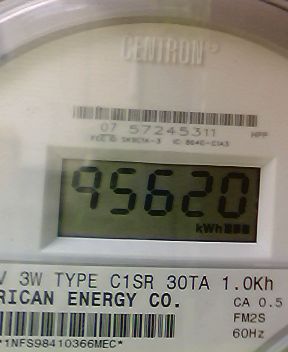 CENTRON®
07 57245311 HPP
95620
kWh
V 3W TYPE C1SR 30TA 1.0Kh
RICAN ENERGY CO. CA 0.5
FM2S
*1NFS98410366MEC* 60Hz